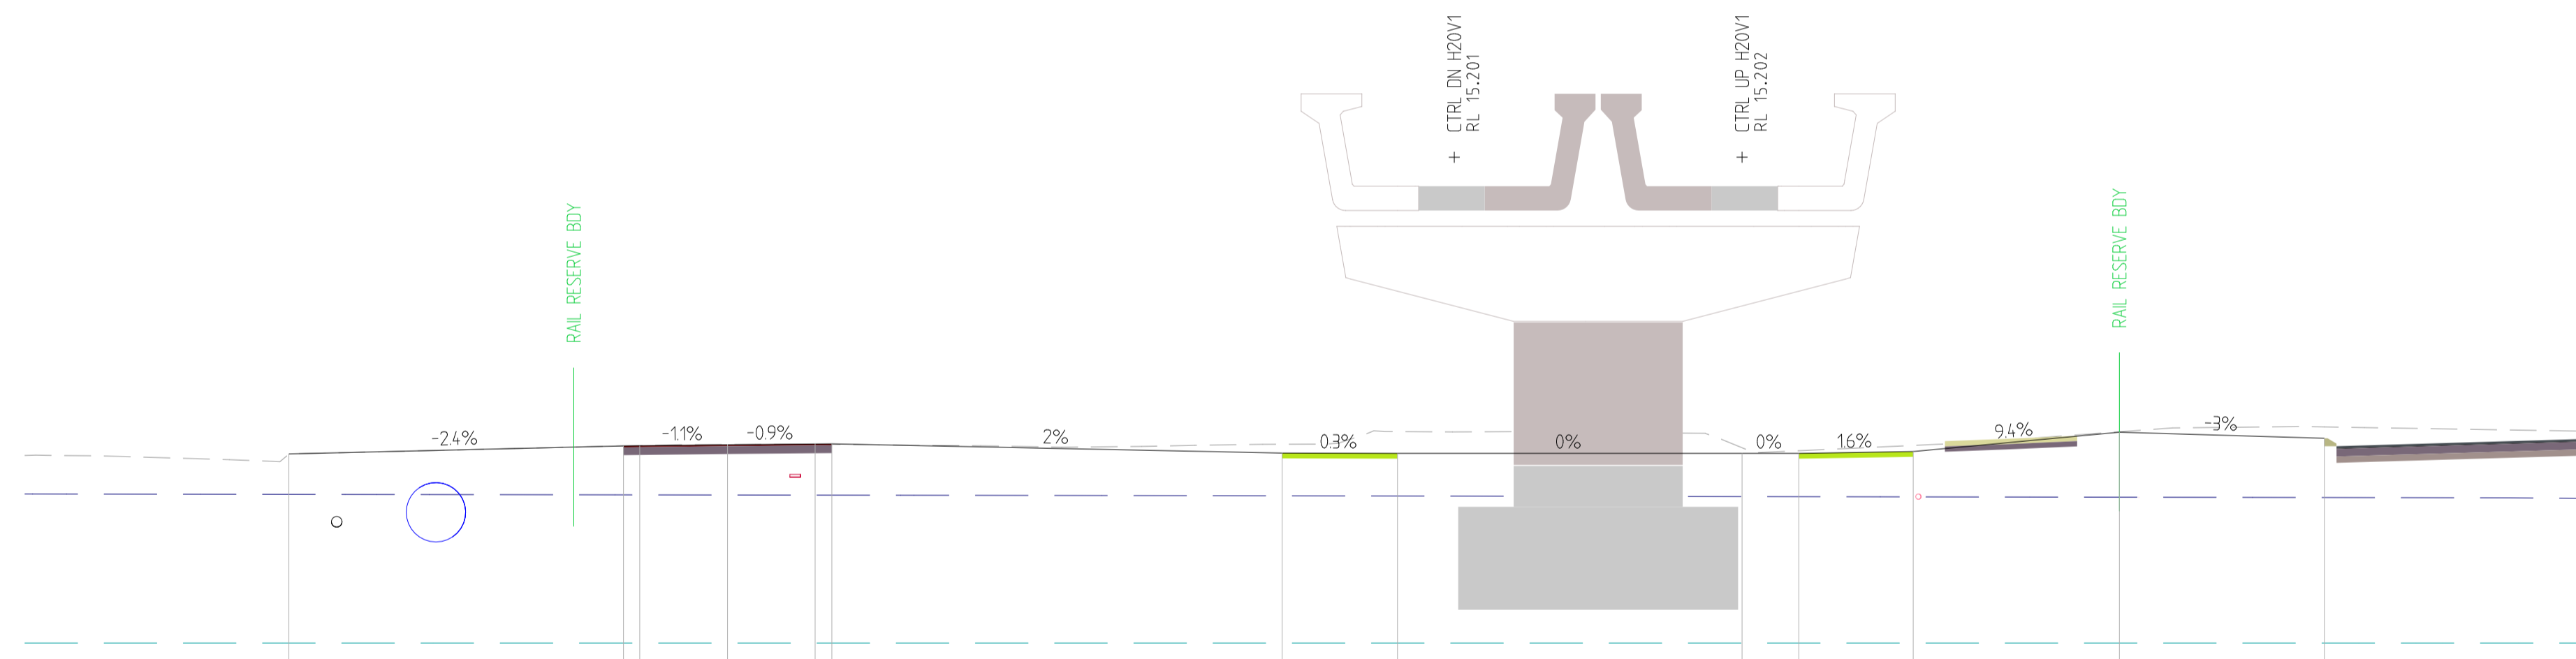 CTRL DN H20V1
RL 15.201
CTRL UP H20V1
RL 15.202
RAIL RESERVE BDY
RAIL RESERVE BDY
-2.4%
-1.1%
-0.9%
2%
0.3%
0%
0%
1.6%
9.4%
-3%